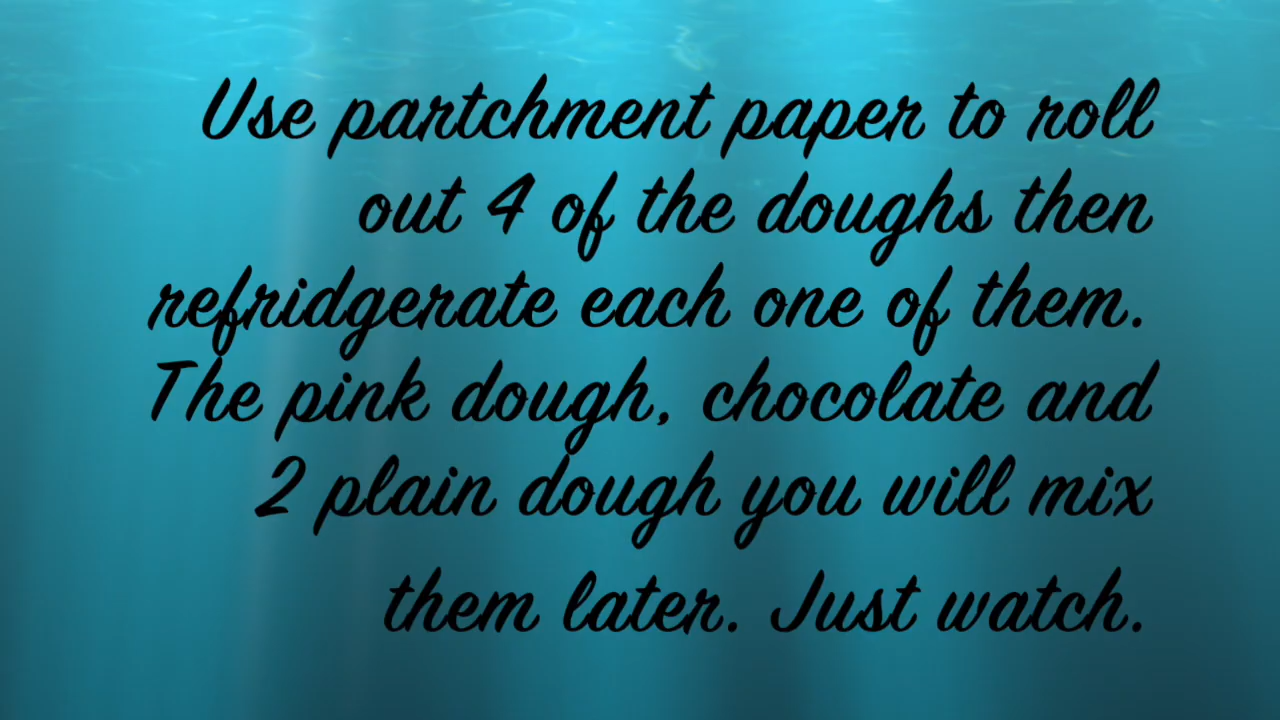 Use partchment paper to roll
out 4 of the doughs then
refridgerate each one of them.
The pink dough, chocolate and
2 plain dough you will mix
them later. Just watch.